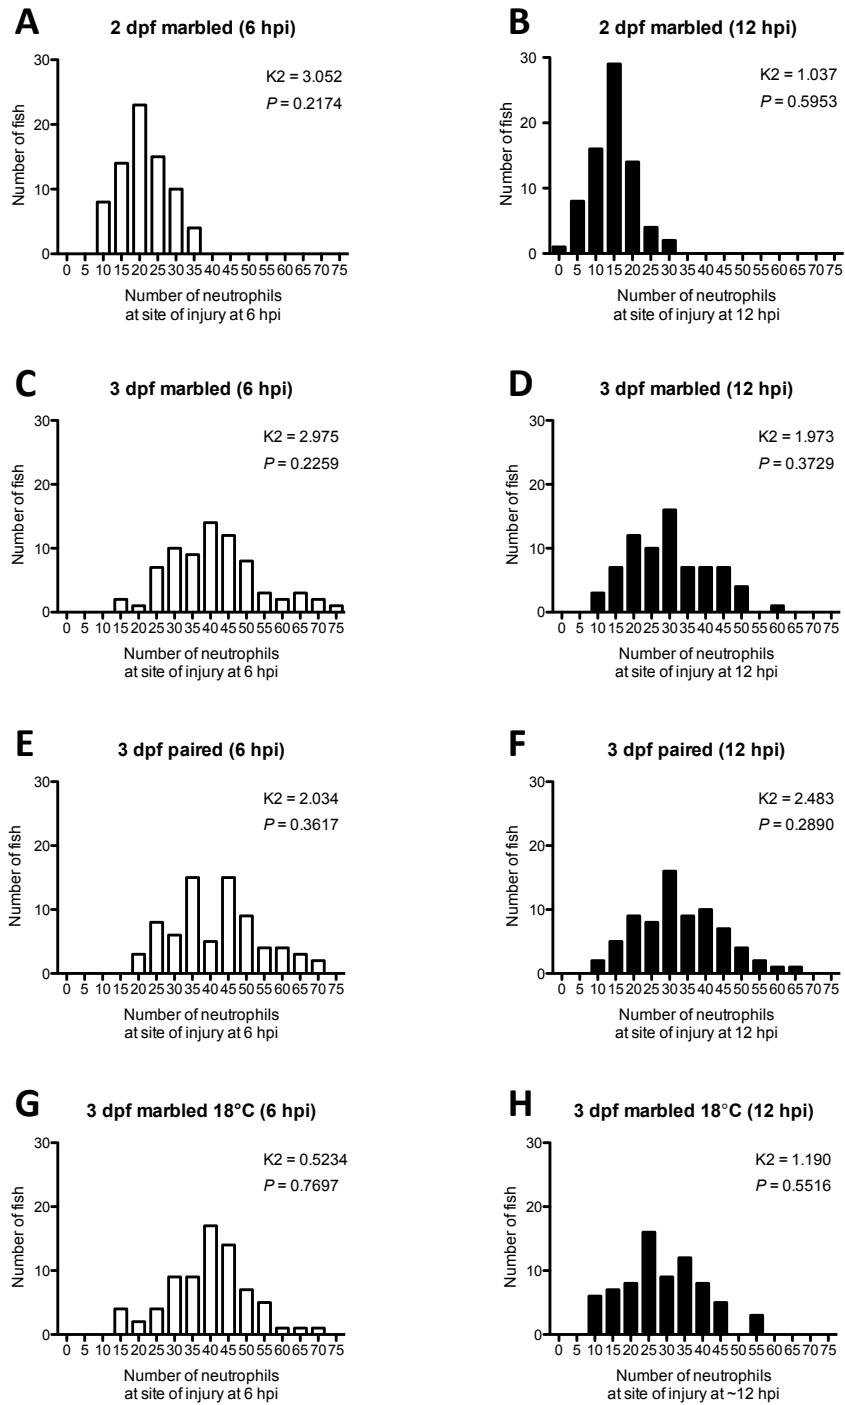 A
2 dpf marbled (6 hpi)
K2 = 3.052
P = 0.2174
Number of fish
30
20
10
0
0 5 10 15 20 25 30 35 40 45 50 55 60 65 70 75
Number of neutrophils
at site of injury at 6 hpi
B
2 dpf marbled (12 hpi)
K2 = 1.037
P = 0.5953
Number of fish
30
20
10
0
0 5 10 15 20 25 30 35 40 45 50 55 60 65 70 75
Number of neutrophils
at site of injury at 12 hpi
C
3 dpf marbled (6 hpi)
K2 = 2.975
P = 0.2259
Number of fish
30
20
10
0
0 5 10 15 20 25 30 35 40 45 50 55 60 65 70 75
Number of neutrophils
at site of injury at 6 hpi
D
3 dpf marbled (12 hpi)
K2 = 1.973
P = 0.3729
Number of fish
30
20
10
0
0 5 10 15 20 25 30 35 40 45 50 55 60 65 70 75
Number of neutrophils
at site of injury at 12 hpi
E
3 dpf paired (6 hpi)
K2 = 2.034
P = 0.3617
Number of fish
30
20
10
0
0 5 10 15 20 25 30 35 40 45 50 55 60 65 70 75
Number of neutrophils
at site of injury at 6 hpi
F
3 dpf paired (12 hpi)
K2 = 2.483
P = 0.2890
Number of fish
30
20
10
0
0 5 10 15 20 25 30 35 40 45 50 55 60 65 70 75
Number of neutrophils
at site of injury at 12 hpi
G
3 dpf marbled 18°C (6 hpi)
K2 = 0.5234
P = 0.7697
Number of fish
30
20
10
0
0 5 10 15 20 25 30 35 40 45 50 55 60 65 70 75
Number of neutrophils
at site of injury at 6 hpi
H
3 dpf marbled 18°C (12 hpi)
K2 = 1.190
P = 0.5516
Number of fish
30
20
10
0
0 5 10 15 20 25 30 35 40 45 50 55 60 65 70 75
Number of neutrophils
at site of injury at ~12 hpi